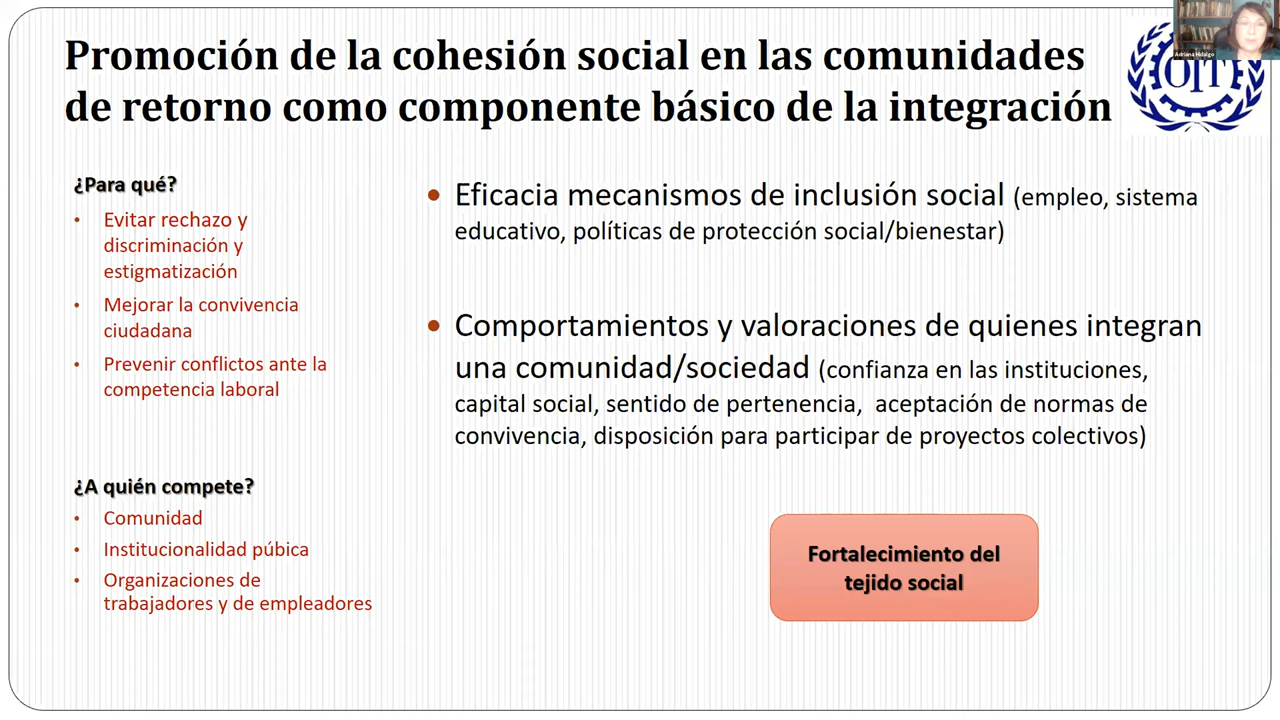 Promoción de la cohesión social en las comunidades
de retorno como componente básico de la integración
OIT
Adriana Hidalgo
¿Para qué?
• Evitar rechazo y
discriminación y
estigmatización
• Mejorar la convivencia
ciudadana
• Prevenir conflictos ante la
competencia laboral
¿A quién compete?
• Comunidad
• Institucionalidad púbica
• Organizaciones de
trabajadores y de empleadores
• Eficacia mecanismos de inclusión social (empleo, sistema
educativo, políticas de protección social/bienestar)
• Comportamientos y valoraciones de quienes integran
una comunidad/sociedad (confianza en las instituciones,
capital social, sentido de pertenencia, aceptación de normas de
convivencia, disposición para participar de proyectos colectivos)
Fortalecimiento del
tejido social